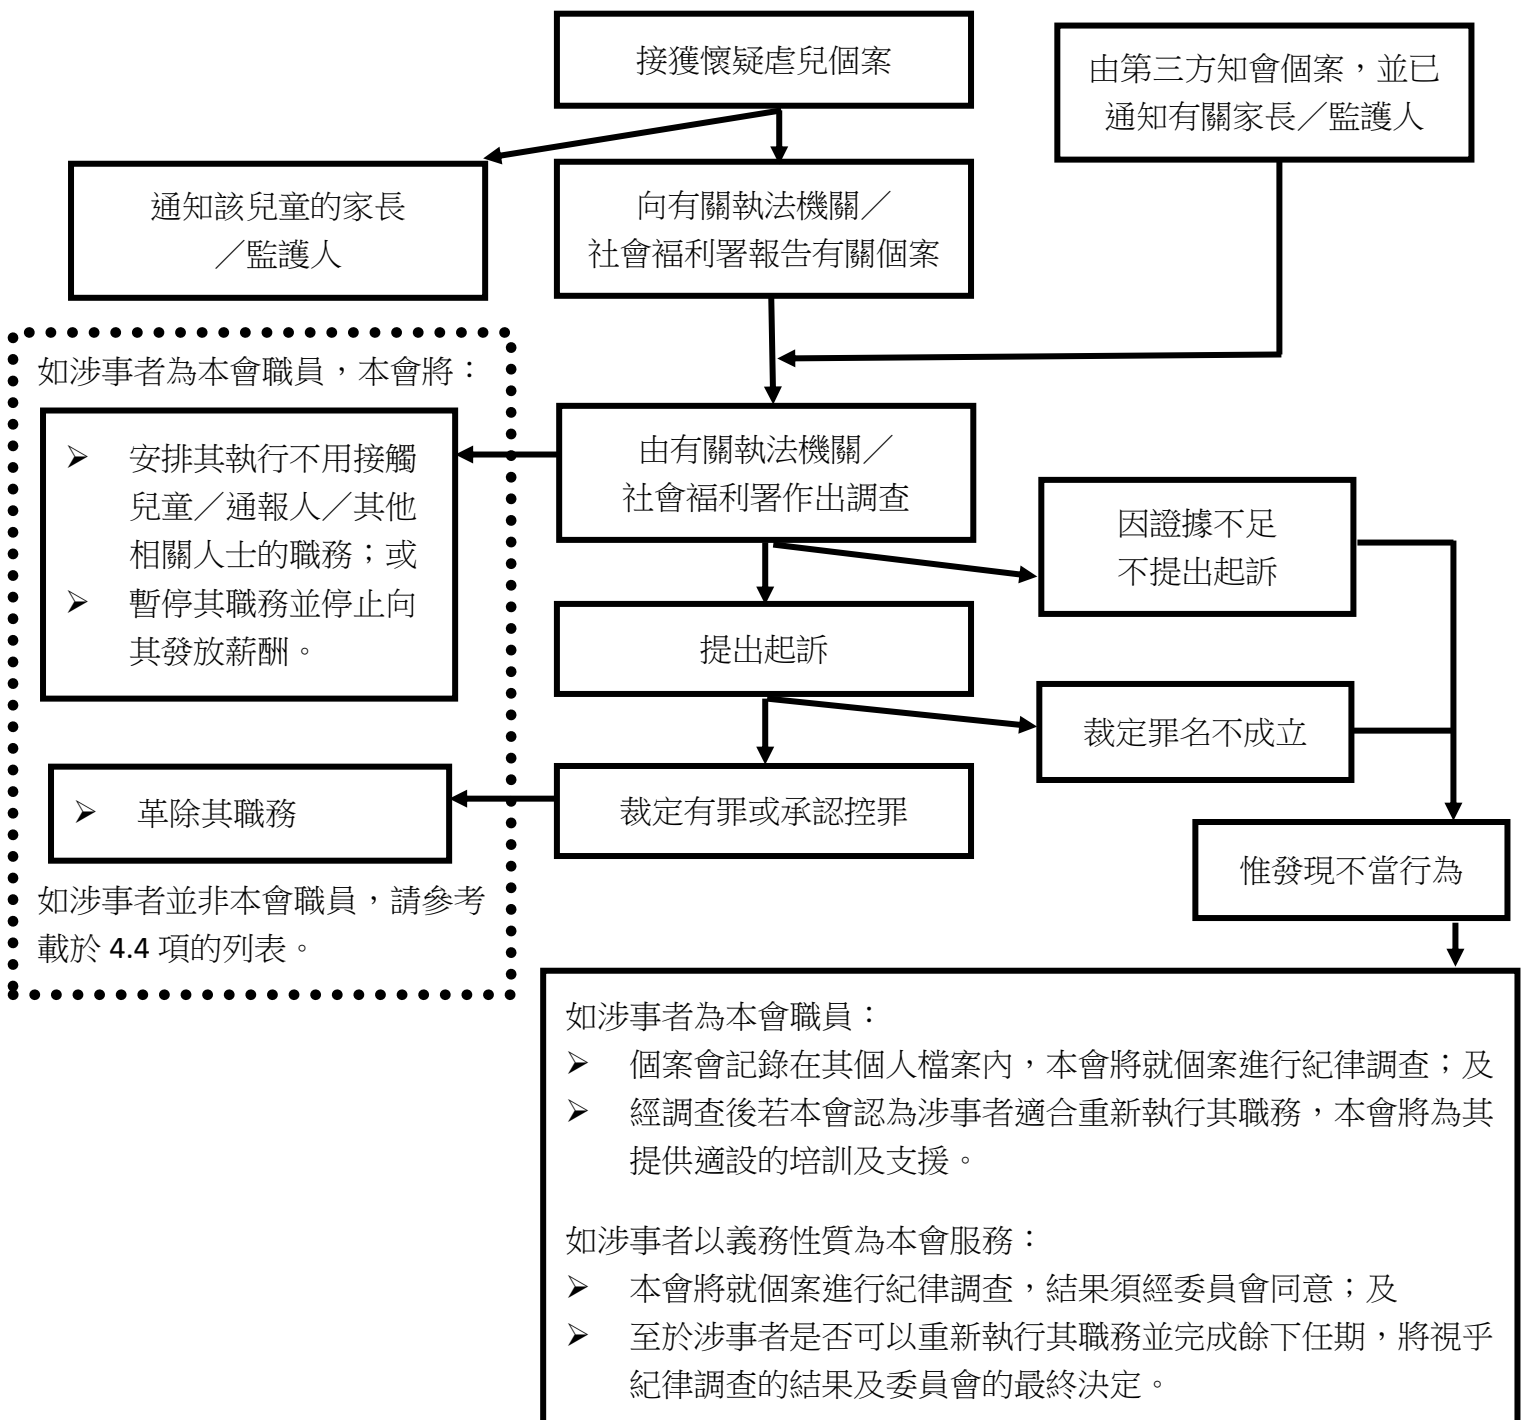 接獲懷疑虐兒個案
由第三方知會個案，並已
通知有關家長／監護人
通知該兒童的家長
／監護人
向有關執法機關／
社會福利署報告有關個案
如涉事者為本會職員，本會將：
➢ 安排其執行不用接觸
兒童／通報人／其他
相關人士的職務；或
➢ 暫停其職務並停止向
其發放薪酬。
由有關執法機關／
社會福利署作出調查
因證據不足
不提出起訴
提出起訴
裁定罪名不成立
➢ 革除其職務
裁定有罪或承認控罪
惟發現不當行為
如涉事者並非本會職員，請參考
載於 4.4 項的列表。
如涉事者為本會職員：
➢ 個案會記錄在其個人檔案內，本會將就個案進行紀律調查；及
➢ 經調查後若本會認為涉事者適合重新執行其職務，本會將為其
提供適設的培訓及支援。
如涉事者以義務性質為本會服務：
➢ 本會將就個案進行紀律調查，結果須經委員會同意；及
➢ 至於涉事者是否可以重新執行其職務並完成餘下任期，將視乎
紀律調查的結果及委員會的最終決定。